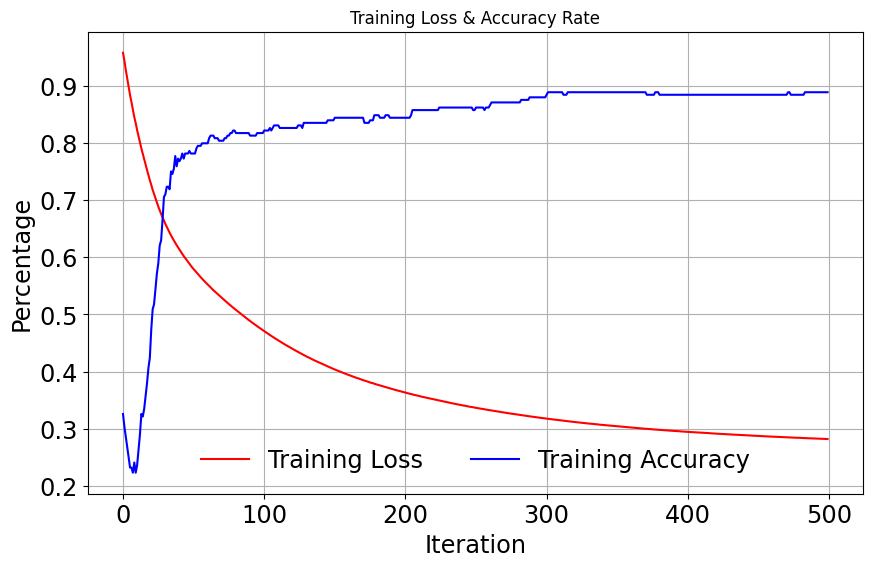 Training Loss & Accuracy Rate
Percentage
0.9
0.8
0.7
0.6
0.5
0.4
0.3
0.2
Training Loss Training Accuracy
0 100 200 300 400 500
Iteration